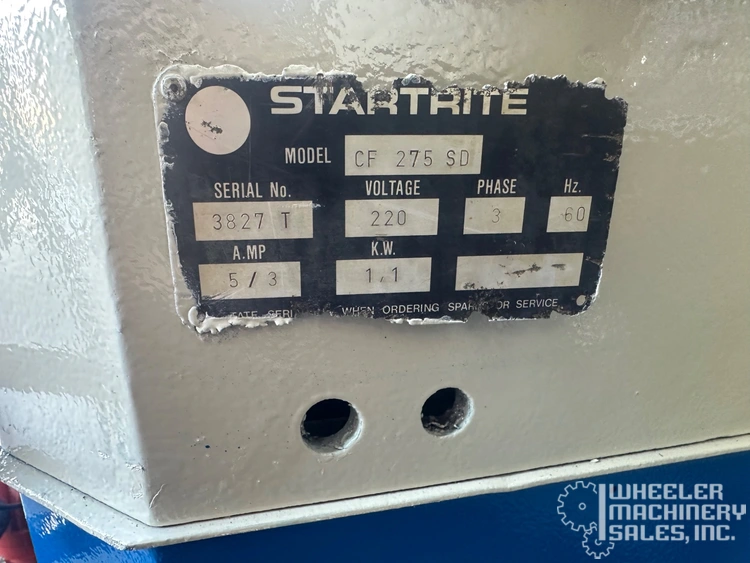 STARTRITE
MODEL CF 275 SD
SERIAL No. VOLTAGE PHASE Hz.
3827 T 220 3 60
A.MP K.W.
5/3 1,1
WHEN ORDERING OR SERVICE
WHEELER
MACHINERY
SALES, INC.